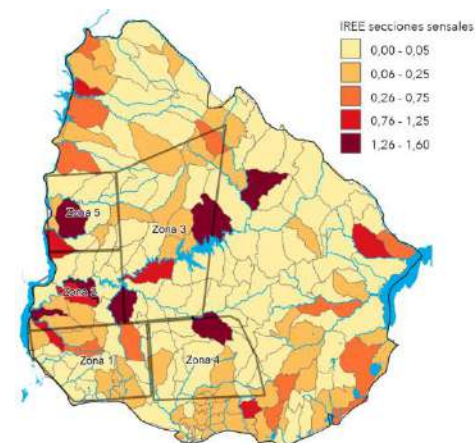 IREE secciones sensales
0,00 - 0,05
0,06 - 0,25
0,26 - 0,75
0,76 - 1,25
1,26 - 1,60
Zona 5
Zona 3
Zona 2
Zona 1
Zona 4